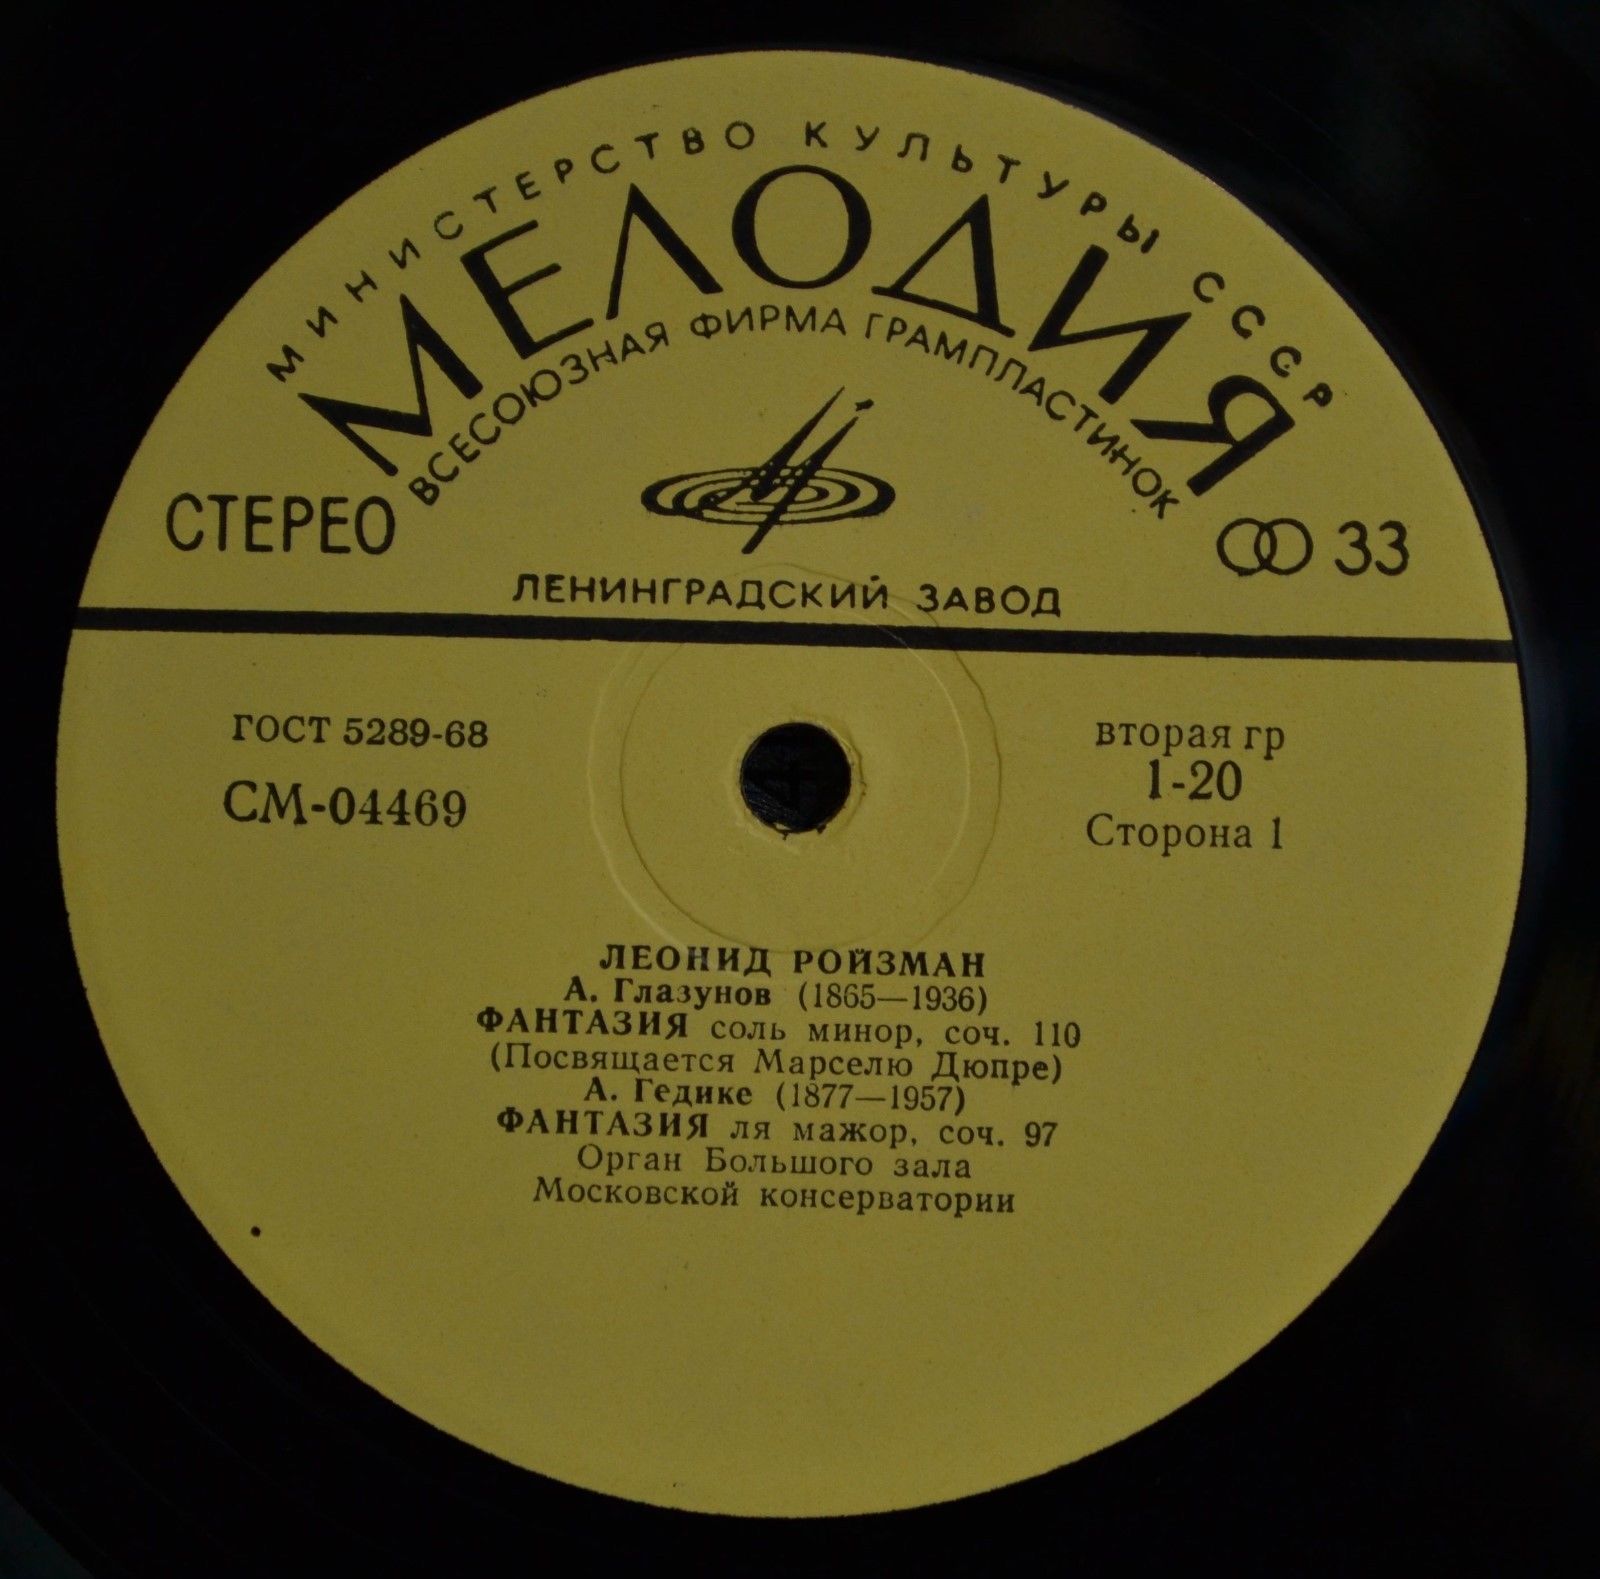 МИНИСТЕРСТВО КУЛЬТУРЫ СССР
МЕЛОДИЯ
ВСЕСОЮЗНАЯ ФИРМА ГРАМПЛАСТИНОК
СТЕРЕО
33
ЛЕНИНГРАДСКИЙ ЗАВОД
ГОСТ 5289-68
СМ-04469
вторая гр
1-20
Сторона 1
ЛЕОНИД РОЙЗМАН
А. Глазунов (1865—1936)
ФАНТАЗИЯ соль минор, соч. 110
(Посвящается Марселю Дюпре)
А. Гедике (1877—1957)
ФАНТАЗИЯ ля мажор, соч. 97
Орган Большого зала
Московской консерватории